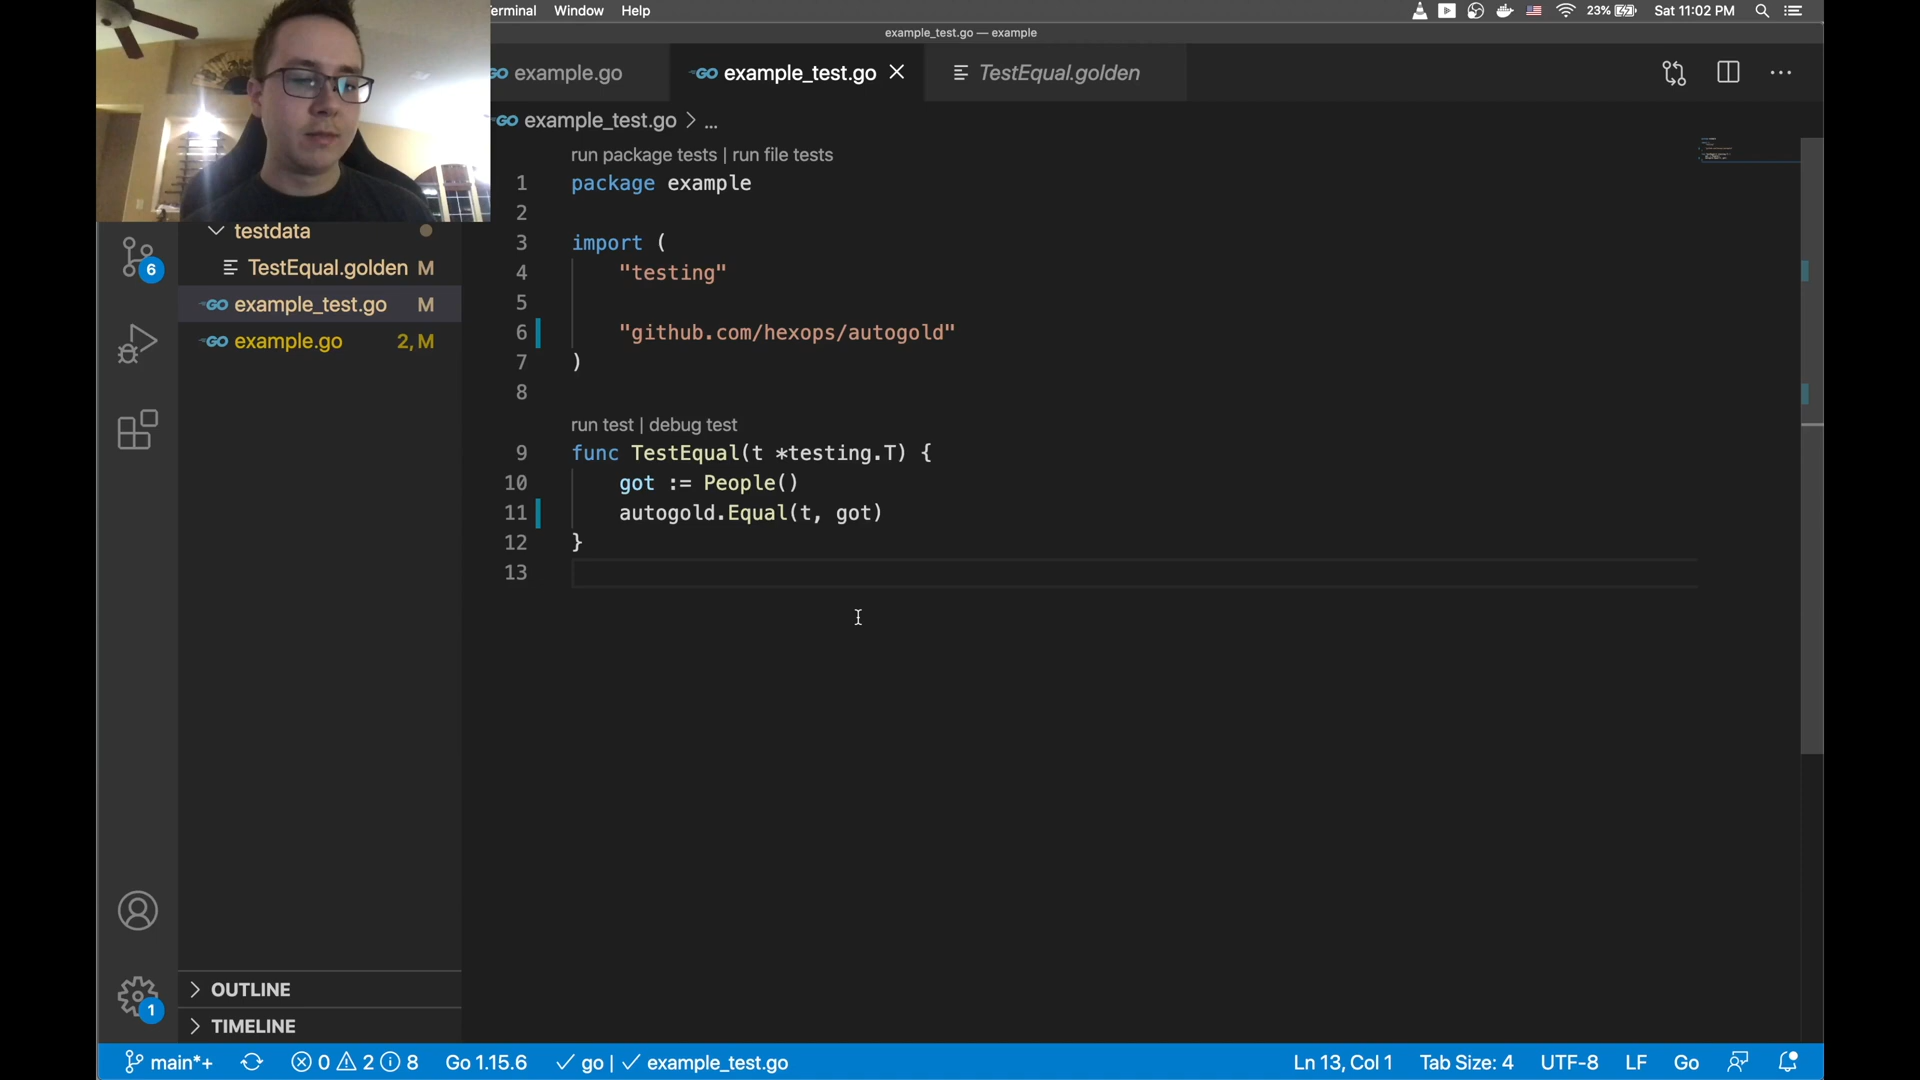 erminal Window Help 23% Sat 11:02 PM
example_test.go — example
GO example.go GO example_test.go TestEqual.golden
GO example_test.go > ...
testdata
TestEqual.golden M
GO example_test.go M
GO example.go 2, M
6
run package tests | run file tests
1 package example
2
3 import (
4 "testing"
5
6 "github.com/hexops/autogold"
7 )
8
run test | debug test
9 func TestEqual(t *testing.T) {
10 got := People()
11 autogold.Equal(t, got)
12 }
13
1
OUTLINE
TIMELINE
main*+ 0 2 8 Go 1.15.6 go | example_test.go Ln 13, Col 1 Tab Size: 4 UTF-8 LF Go